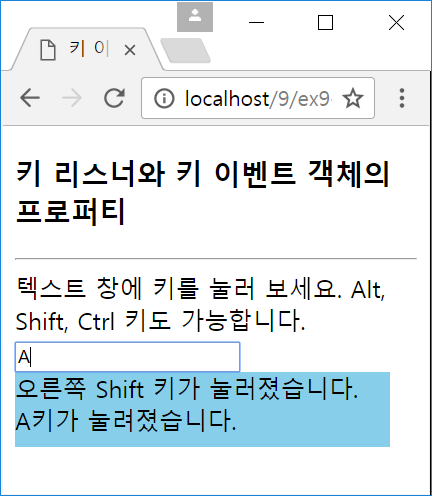 키 이
localhost/9/ex9
키 리스너와 키 이벤트 객체의
프로퍼티
텍스트 창에 키를 눌러 보세요. Alt,
Shift, Ctrl 키도 가능합니다.
A
오른쪽 Shift 키가 눌러졌습니다.
A키가 눌려졌습니다.